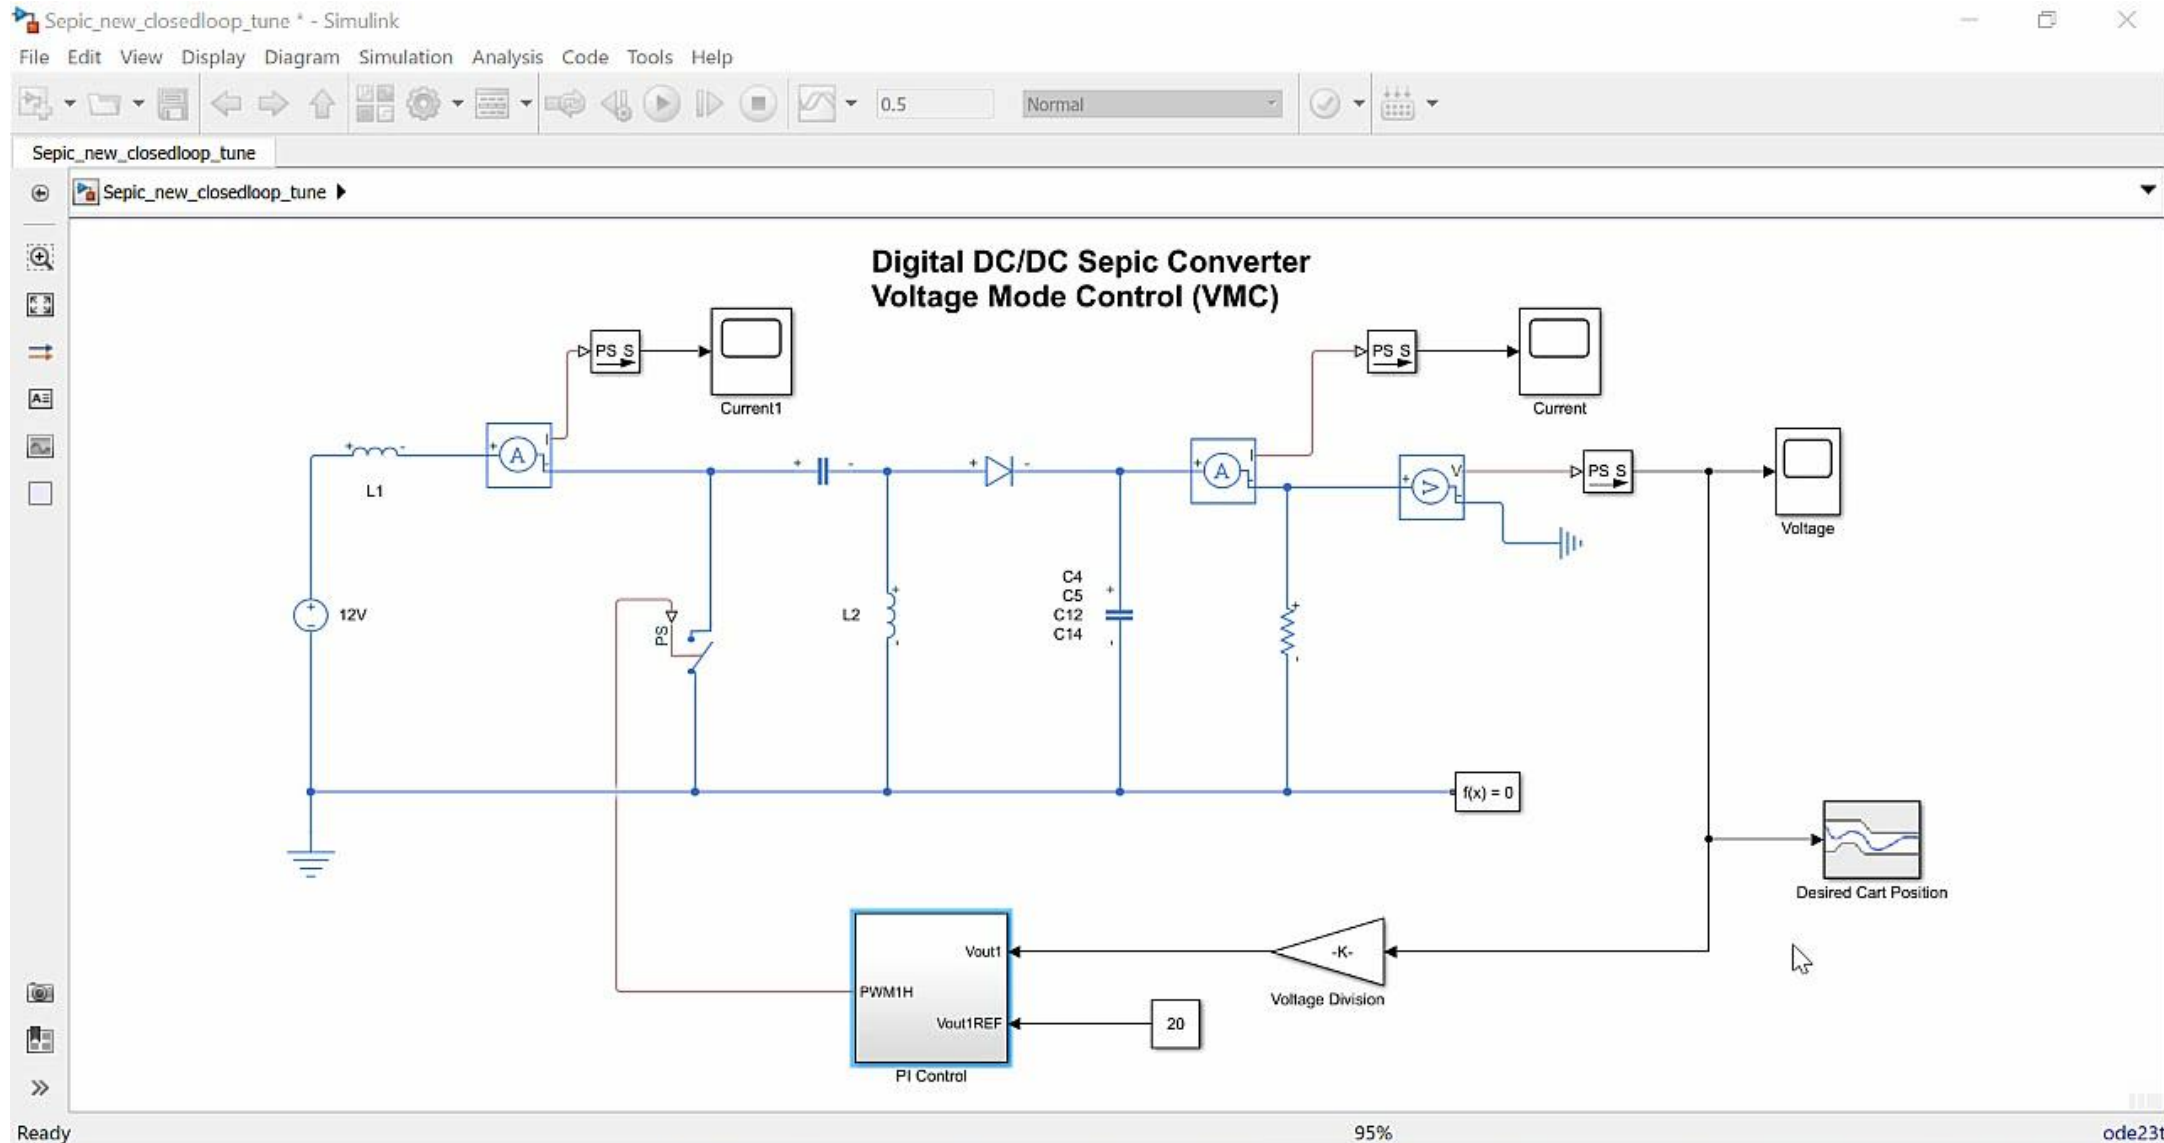 Sepic_new_closedloop_tune * - Simulink
File Edit View Display Diagram Simulation Analysis Code Tools Help
0.5 Normal
Sepic_new_closedloop_tune
Sepic_new_closedloop_tune
Digital DC/DC Sepic Converter
Voltage Mode Control (VMC)
PS S
Current1
PS S
Current
L1
A
I
A
I
V
V
PS S
Voltage
12V
PS
L2
C4
C5
C12
C14
f(x) = 0
Desired Cart Position
Vout1
PWM1H
Vout1REF
PI Control
-K-
Voltage Division
20
Ready 95% ode23t